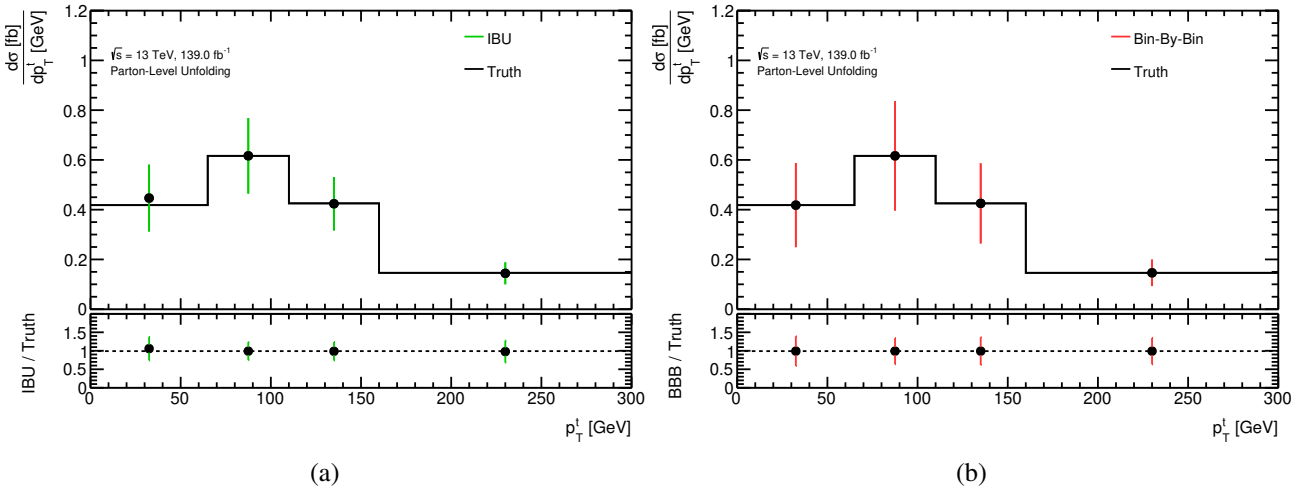 dσ [fb]
dp_T^t [GeV]
1.2
1
0.8
0.6
0.4
0.2
0
√s = 13 TeV, 139.0 fb⁻¹
Parton-Level Unfolding
IBU
Truth
IBU / Truth
1.5
1
0.5
0
0 50 100 150 200 250 300
p_T^t [GeV]
(a)
dσ [fb]
dp_T^t [GeV]
1.2
1
0.8
0.6
0.4
0.2
0
√s = 13 TeV, 139.0 fb⁻¹
Parton-Level Unfolding
Bin-By-Bin
Truth
BBB / Truth
1.5
1
0.5
0
0 50 100 150 200 250 300
p_T^t [GeV]
(b)